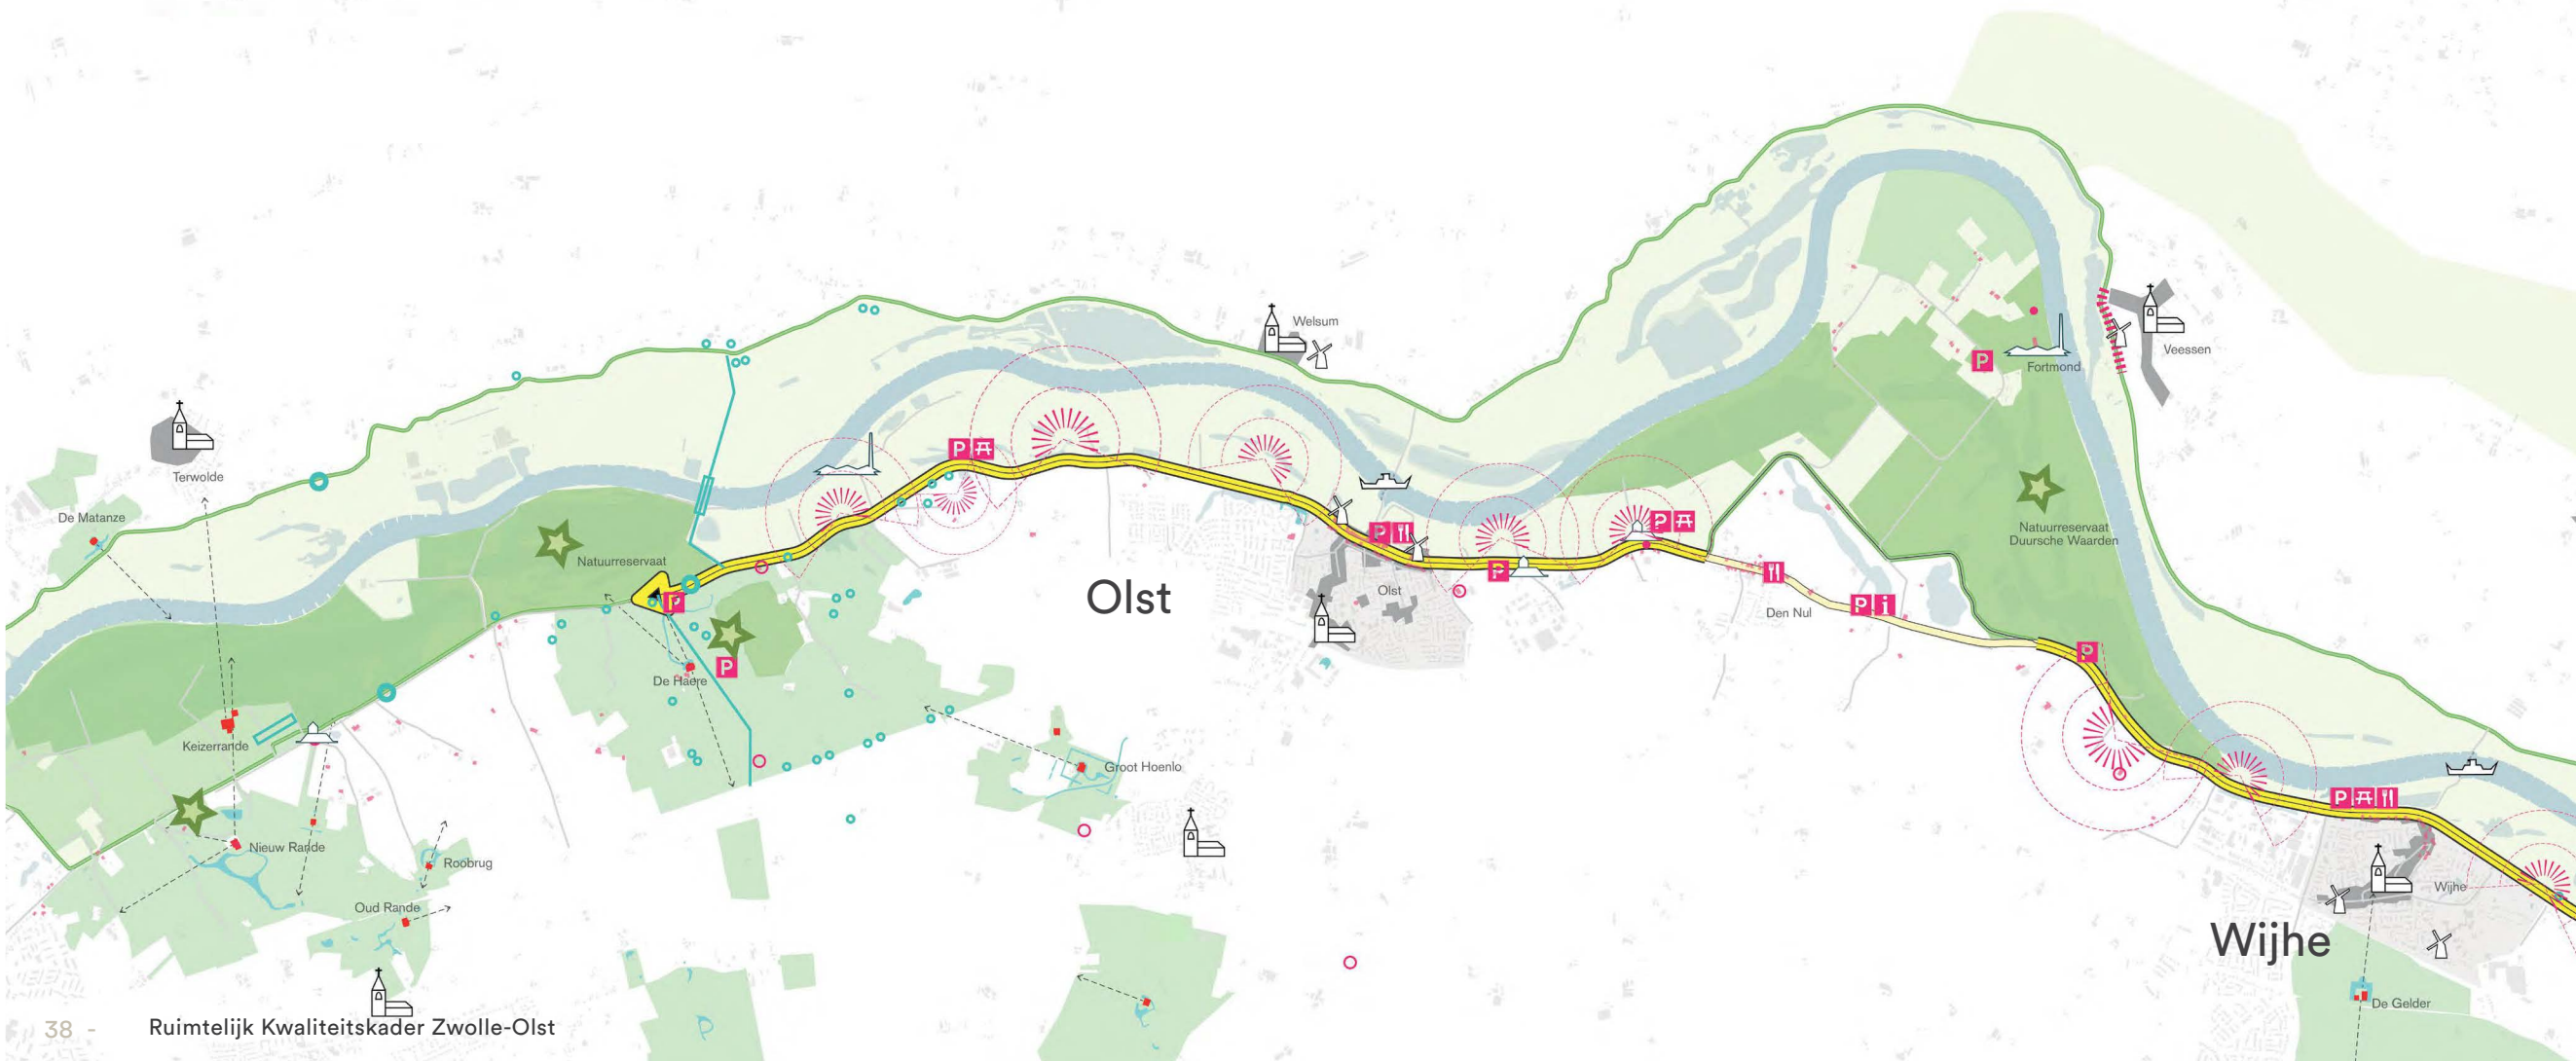 Welsum
Veessen
Fortmond
P
Terwolde
P
De Matanze
P
P
Natuurreservaat
Duursche Waarden
Natuurreservaat
P
Olst
Olst
P
Den Nul
P i
P
De Haere
P
Keizerrande
Groot Hoenlo
P
Nieuw Rande
Roobrug
Wijhe
Oud Rande
Wijhe
De Gelder
38 -
Ruimtelijk Kwaliteitskader Zwolle-Olst